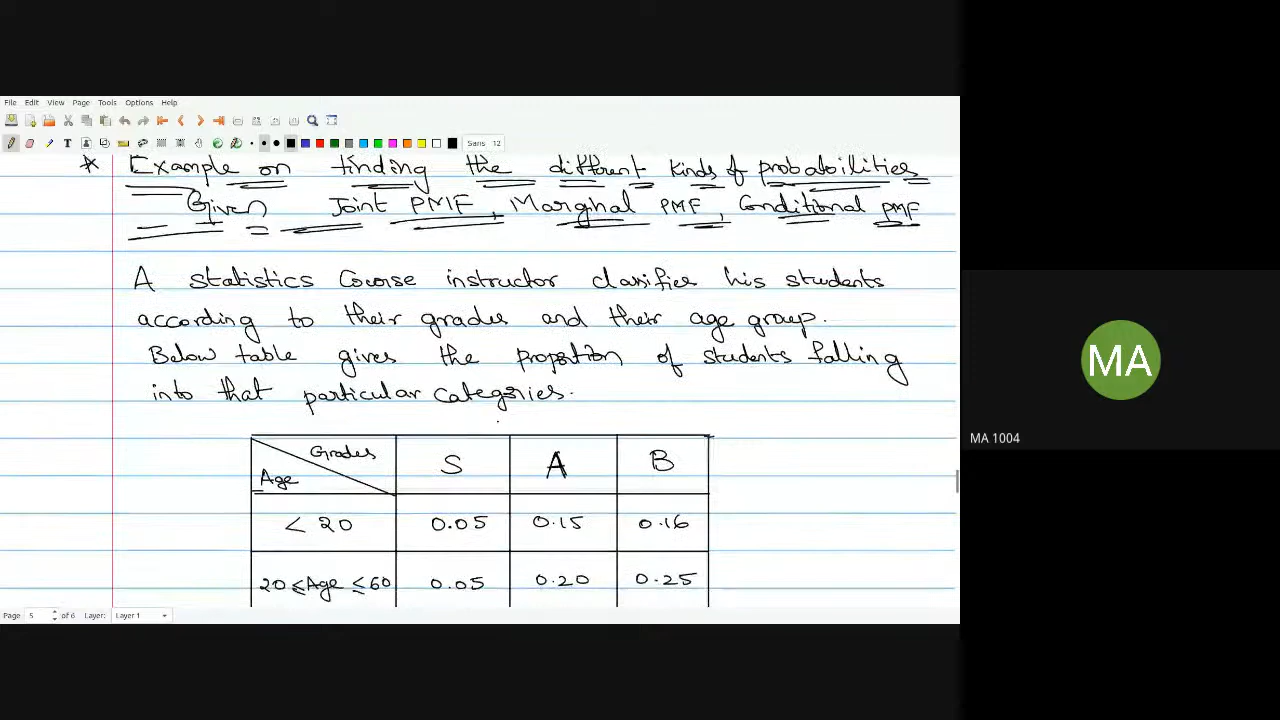 File Edit View Page Tools Options Help
Sans 12
* Example on finding the different kinds of probabilities
Given Joint PMF, Marginal PMF, Conditional PMF
A statistics Course instructor classifies his students
according to their grades and their age group.
Below table gives the proportion of students falling
into that particular categories.
Grades
Age
S A B
< 20 0.05 0.15 0.16
20 ≤ Age ≤ 60 0.05 0.20 0.25
Page 5 of 6 Layer: Layer 1
MA
MA 1004